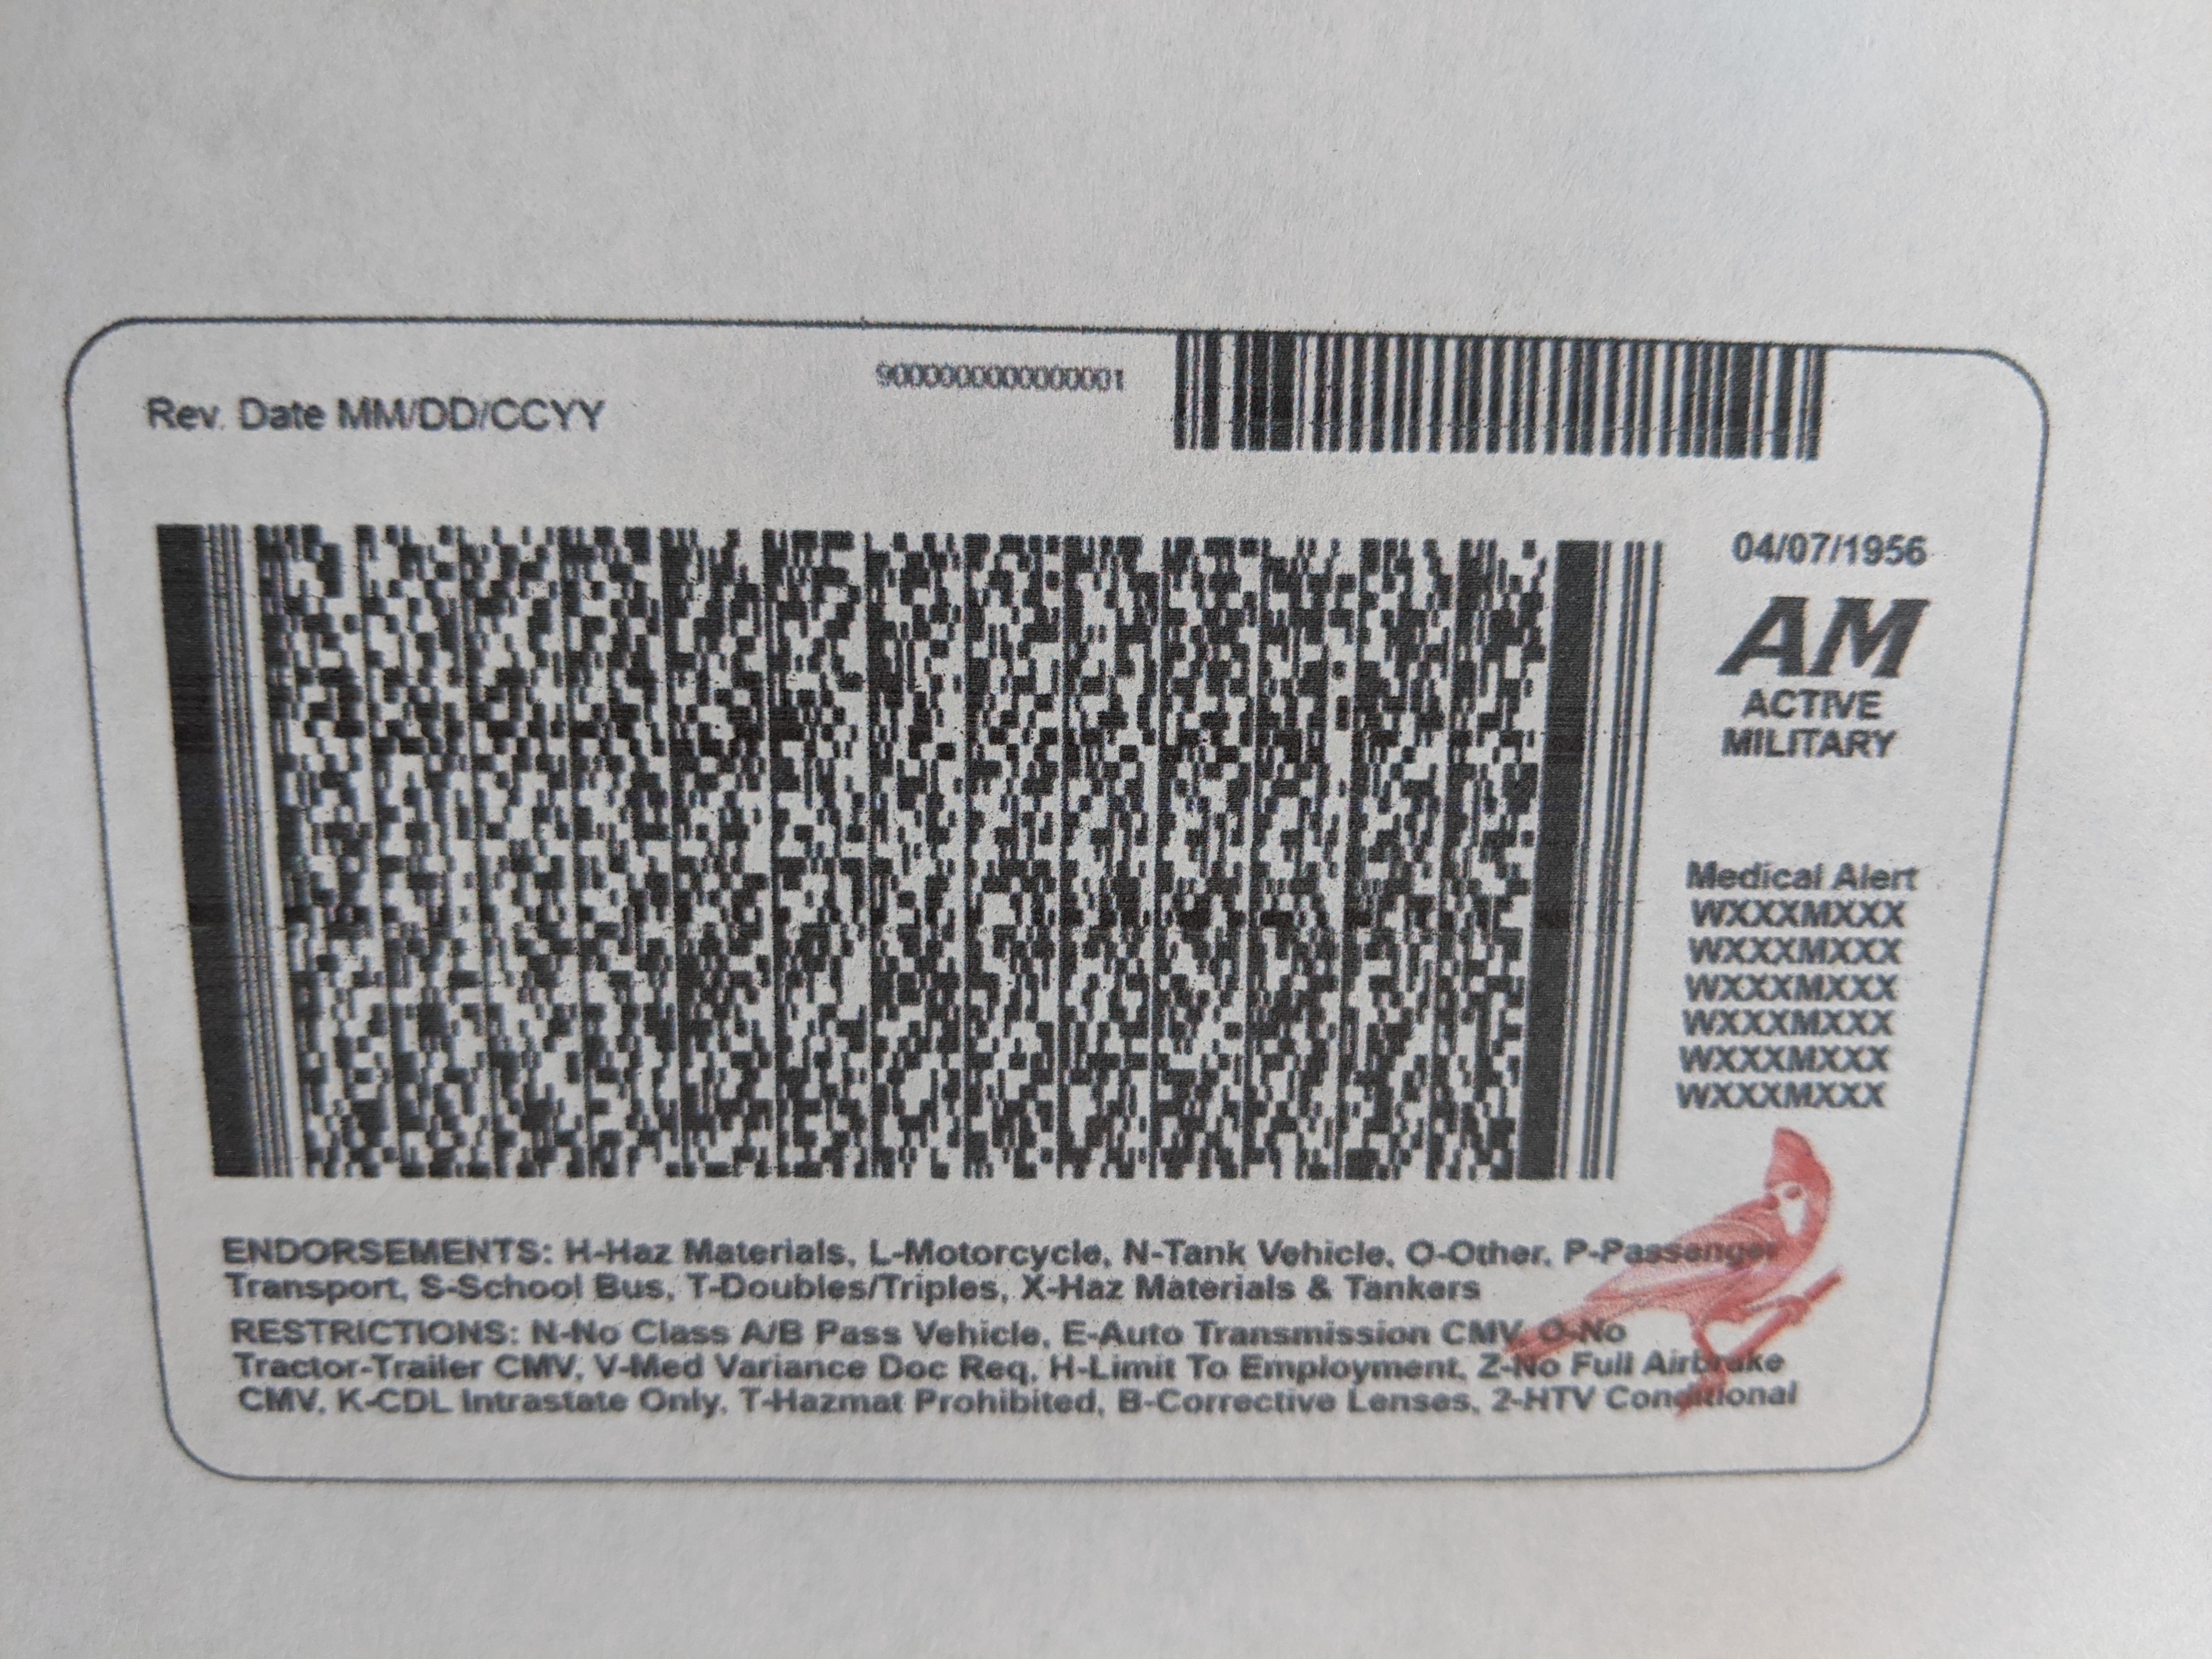 Rev. Date MM/DD/CCYY
9000000000000001
04/07/1956
AM
ACTIVE
MILITARY
Medical Alert
WXXXMXXX
WXXXMXXX
WXXXMXXX
WXXXMXXX
WXXXMXXX
WXXXMXXX
ENDORSEMENTS: H-Haz Materials, L-Motorcycle, N-Tank Vehicle, O-Other, P-Passenger
Transport, S-School Bus, T-Doubles/Triples, X-Haz Materials & Tankers
RESTRICTIONS: N-No Class A/B Pass Vehicle, E-Auto Transmission CMV, O-No
Tractor-Trailer CMV, V-Med Variance Doc Req, H-Limit To Employment, Z-No Full Airbrake
CMV, K-CDL Intrastate Only, T-Hazmat Prohibited, B-Corrective Lenses, 2-HTV Conditional